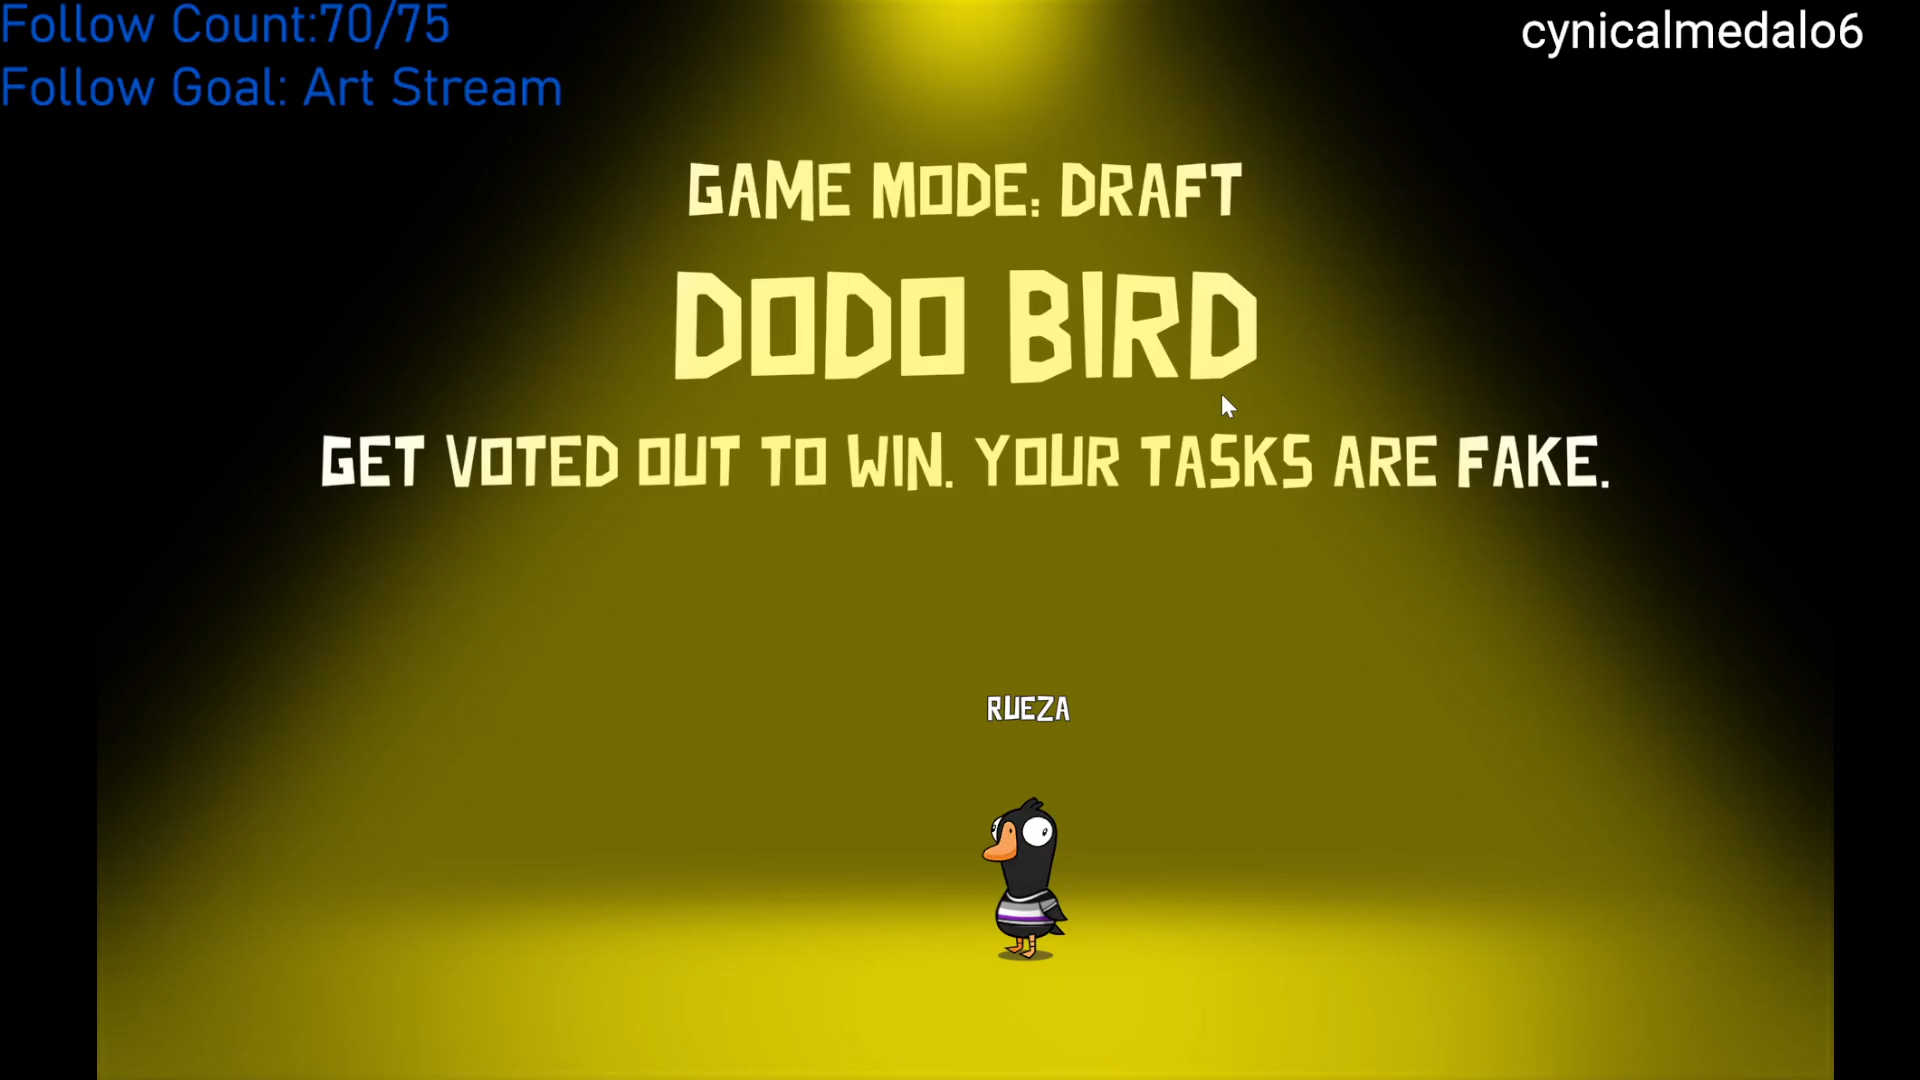 Follow Count:70/75
cynicalmedalo6
Follow Goal: Art Stream
GAME MODE: DRAFT
DODO BIRD
GET VOTED OUT TO WIN. YOUR TASKS ARE FAKE.
RUEZA